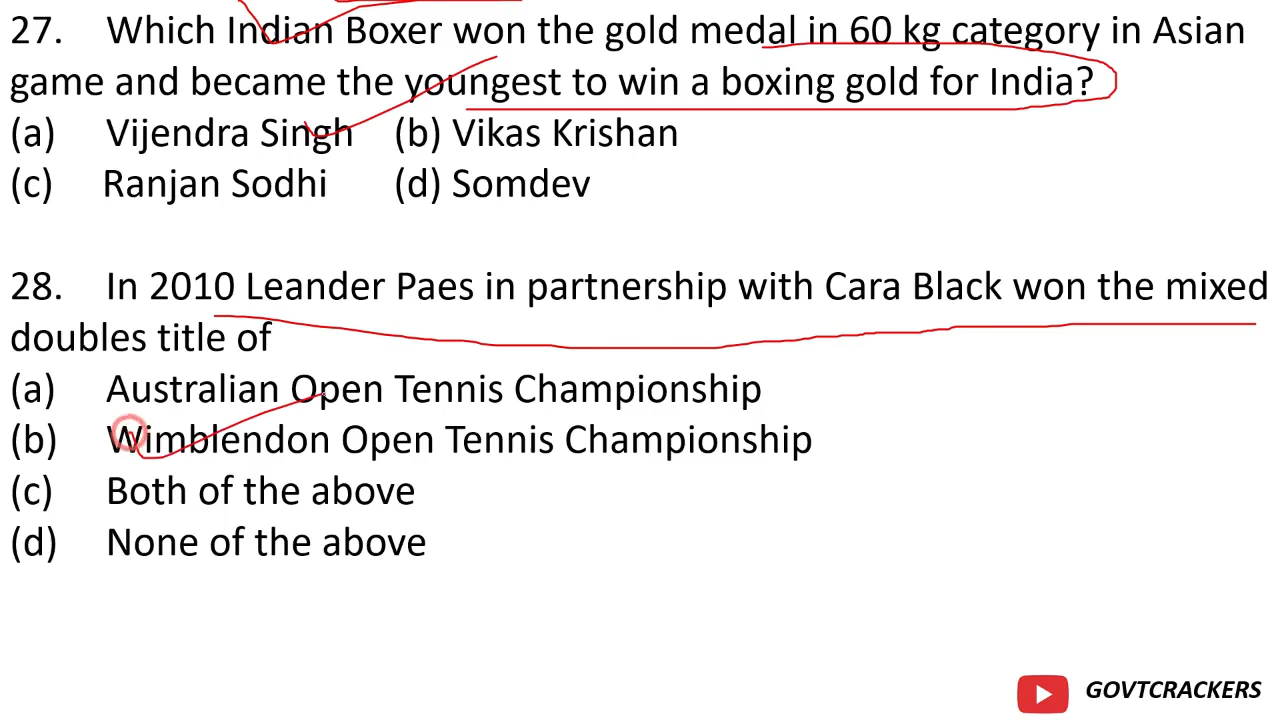 27. Which Indian Boxer won the gold medal in 60 kg category in Asian
game and became the youngest to win a boxing gold for India?
(a) Vijendra Singh (b) Vikas Krishan
(c) Ranjan Sodhi (d) Somdev
28. In 2010 Leander Paes in partnership with Cara Black won the mixed
doubles title of
(a) Australian Open Tennis Championship
(b) Wimblendon Open Tennis Championship
(c) Both of the above
(d) None of the above
GOVTCRACKERS